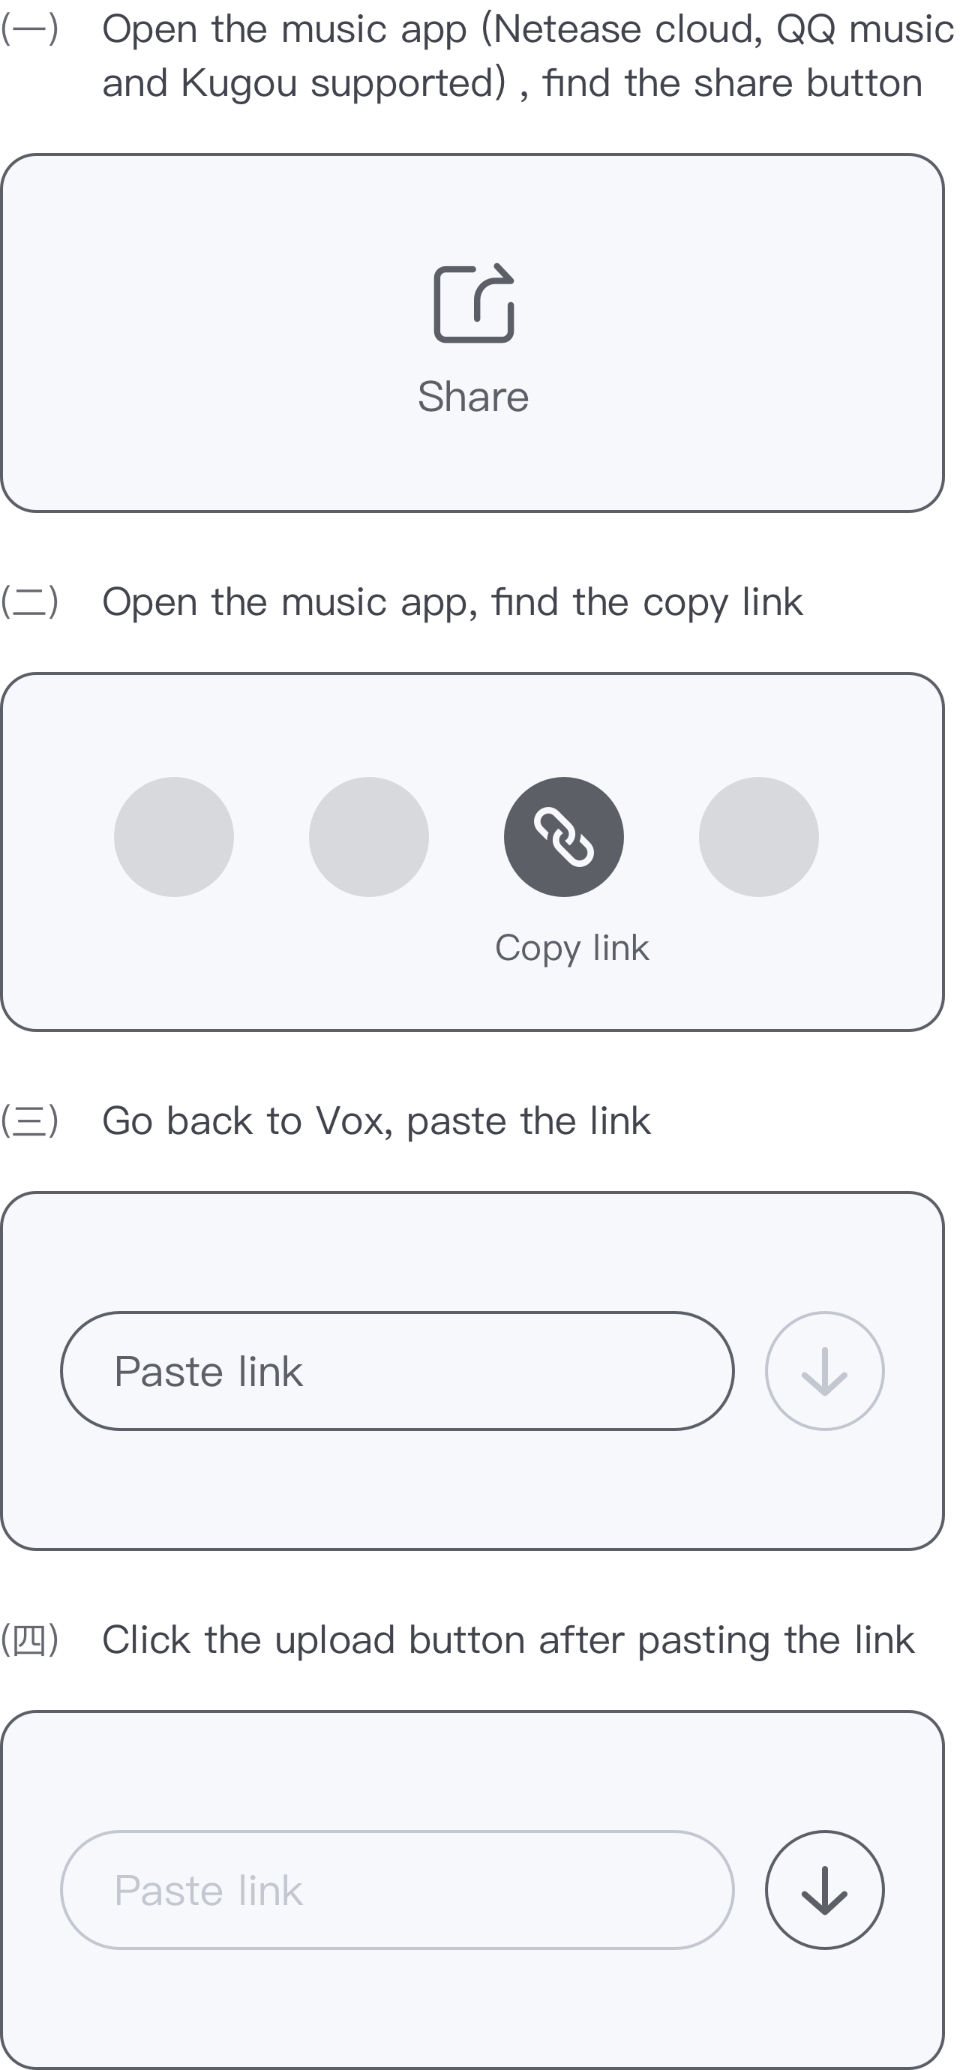 (一) Open the music app (Netease cloud, QQ music
and Kugou supported) , find the share button
Share
(二) Open the music app, find the copy link
Copy link
(三) Go back to Vox, paste the link
Paste link
(四) Click the upload button after pasting the link
Paste link